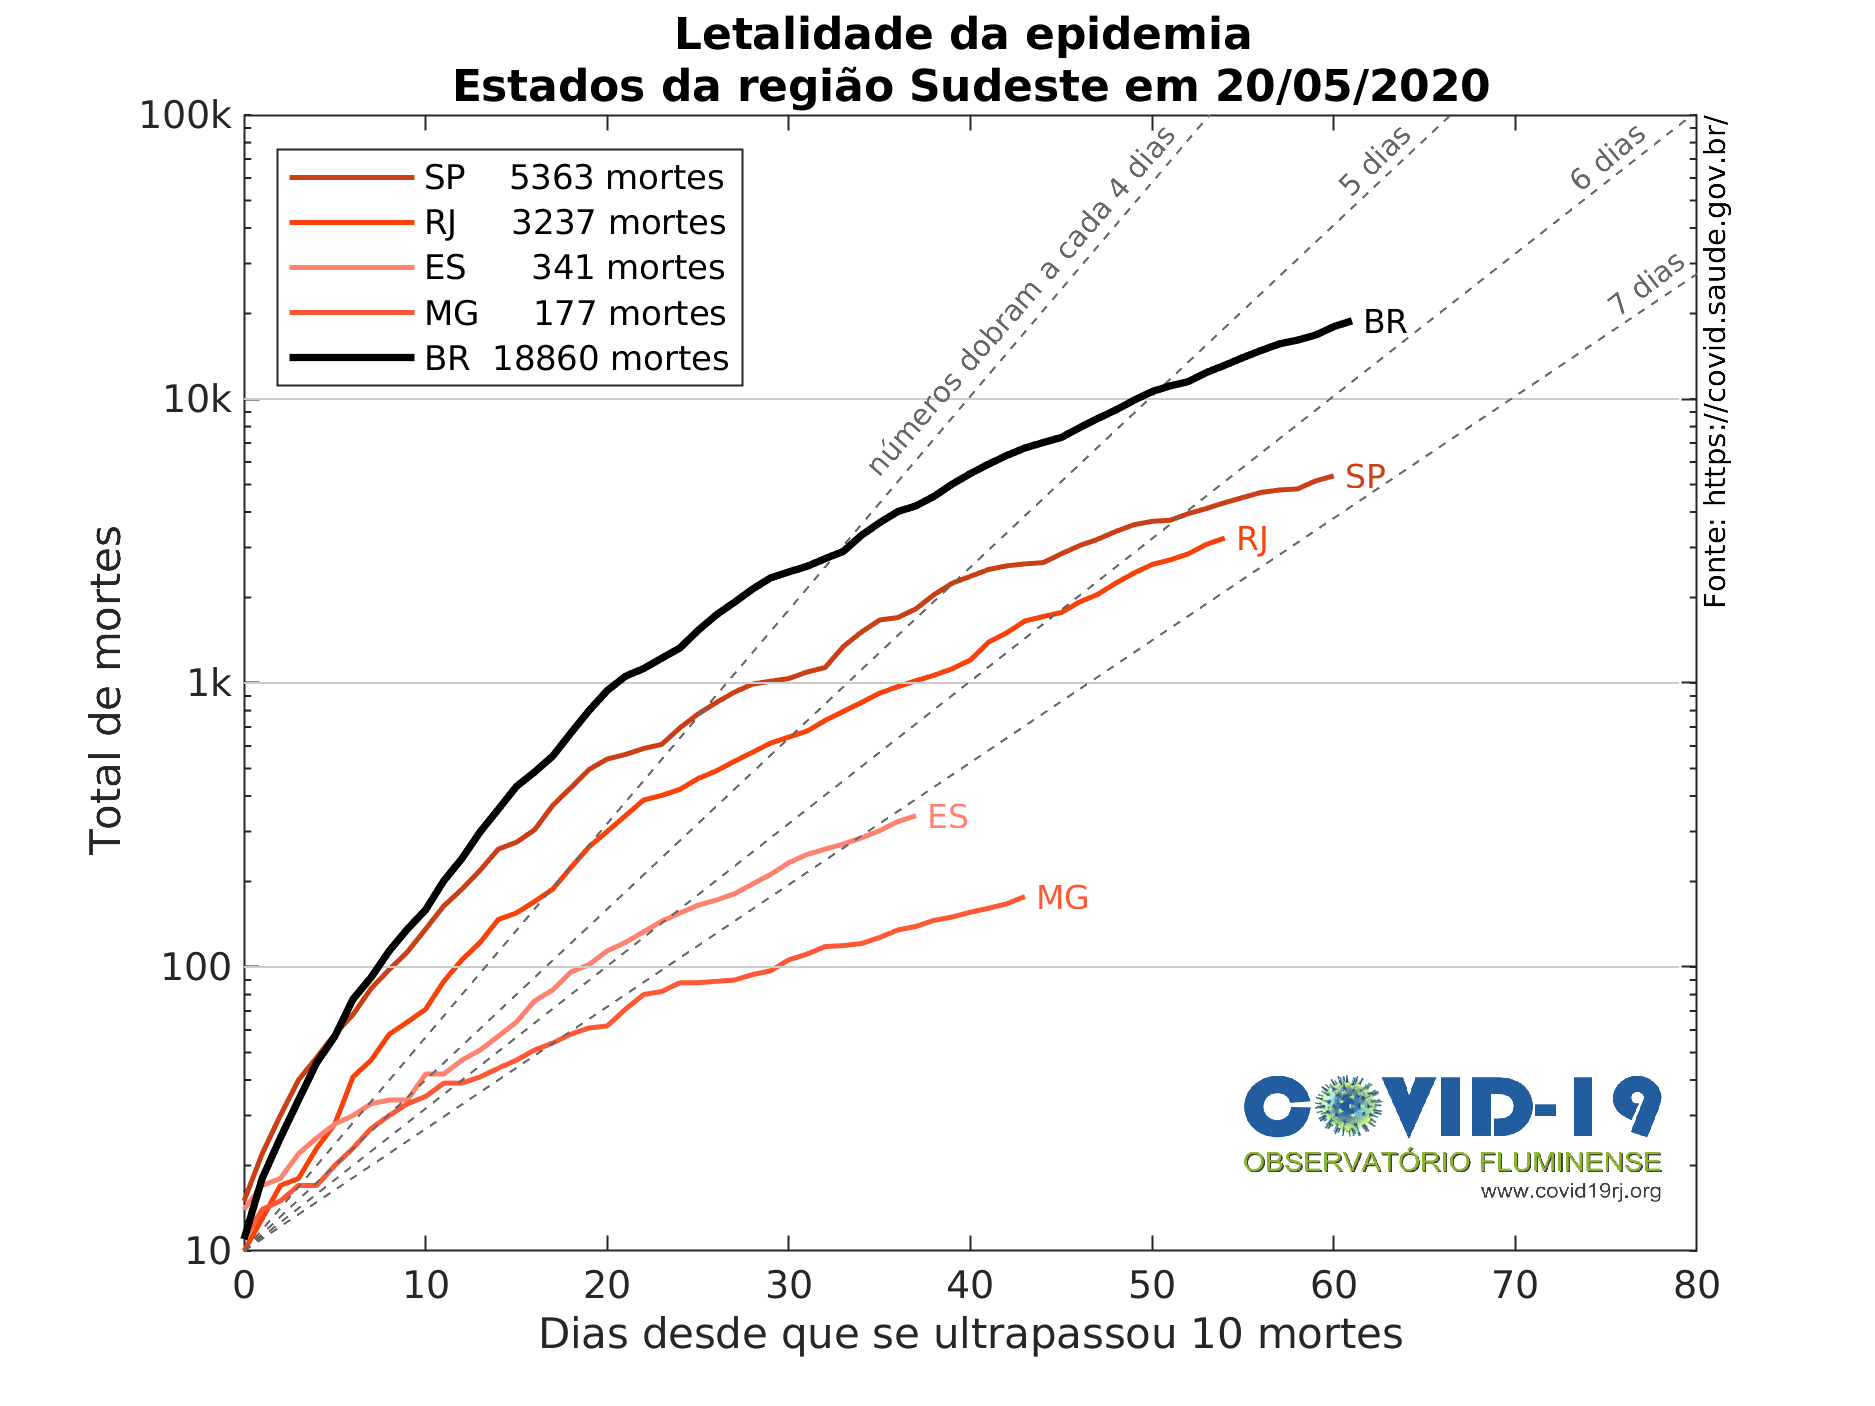 Letalidade da epidemia
Estados da região Sudeste em 20/05/2020
100k
10k
1k
100
10
Total de mortes
SP 5363 mortes
RJ 3237 mortes
ES 341 mortes
MG 177 mortes
BR 18860 mortes
números dobram a cada 4 dias
5 dias
6 dias
7 dias
BR
SP
RJ
ES
MG
Fonte: https://covid.saude.gov.br/
COVID-19
OBSERVATÓRIO FLUMINENSE
www.covid19rj.org
0 10 20 30 40 50 60 70 80
Dias desde que se ultrapassou 10 mortes